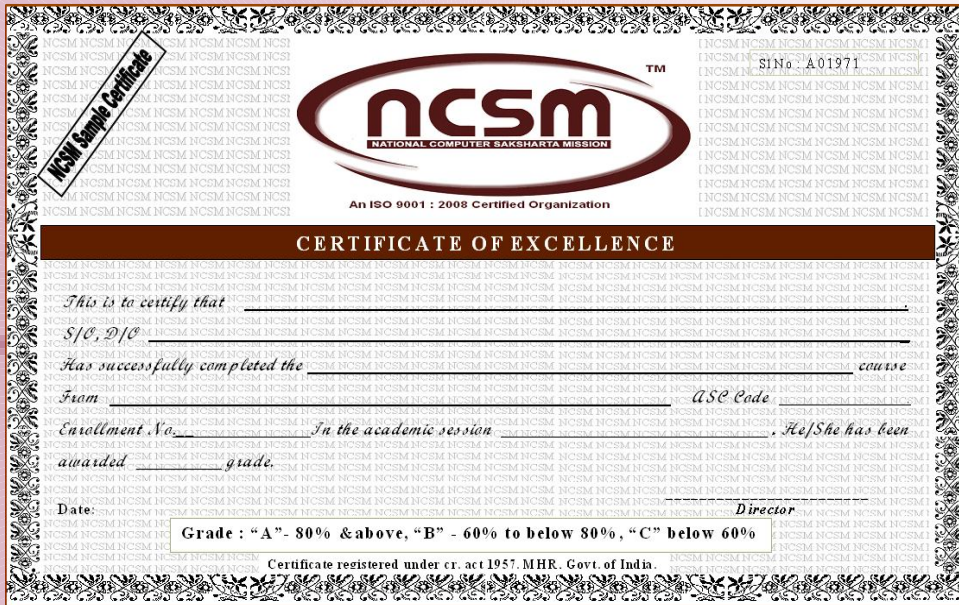 NCSM Sample Certificate
SlNo : A01971
TM
ncsm
NATIONAL COMPUTER SAKSHARTA MISSION
An ISO 9001 : 2008 Certified Organization
CERTIFICATE OF EXCELLENCE
This is to certify that
S/O, D/O
Has successfully completed the course
From ASC Code
Enrollment No. In the academic session , He/She has been
awarded grade.
Date: Director
Grade : “A”- 80% &above, “B” - 60% to below 80%, “C” below 60%
Certificate registered under cr. act 1957. MHR. Govt. of India.